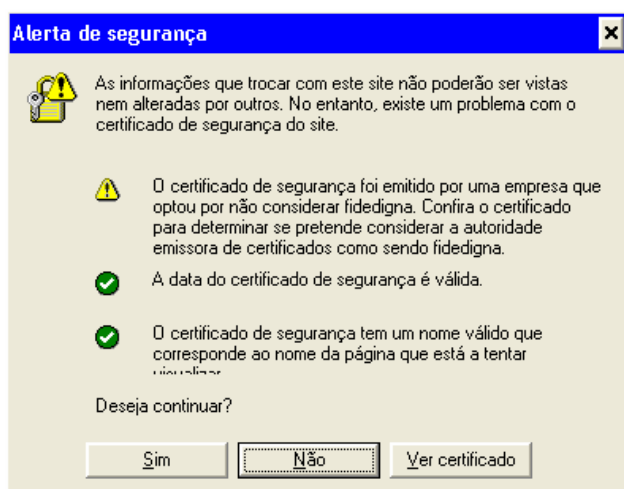 Alerta de segurança
As informações que trocar com este site não poderão ser vistas
nem alteradas por outros. No entanto, existe um problema com o
certificado de segurança do site.
O certificado de segurança foi emitido por uma empresa que
optou por não considerar fidedigna. Confira o certificado
para determinar se pretende considerar a autoridade
emissora de certificados como sendo fidedigna.
A data do certificado de segurança é válida.
O certificado de segurança tem um nome válido que
corresponde ao nome da página que está a tentar
visualizar
Deseja continuar?
Sim Não Ver certificado